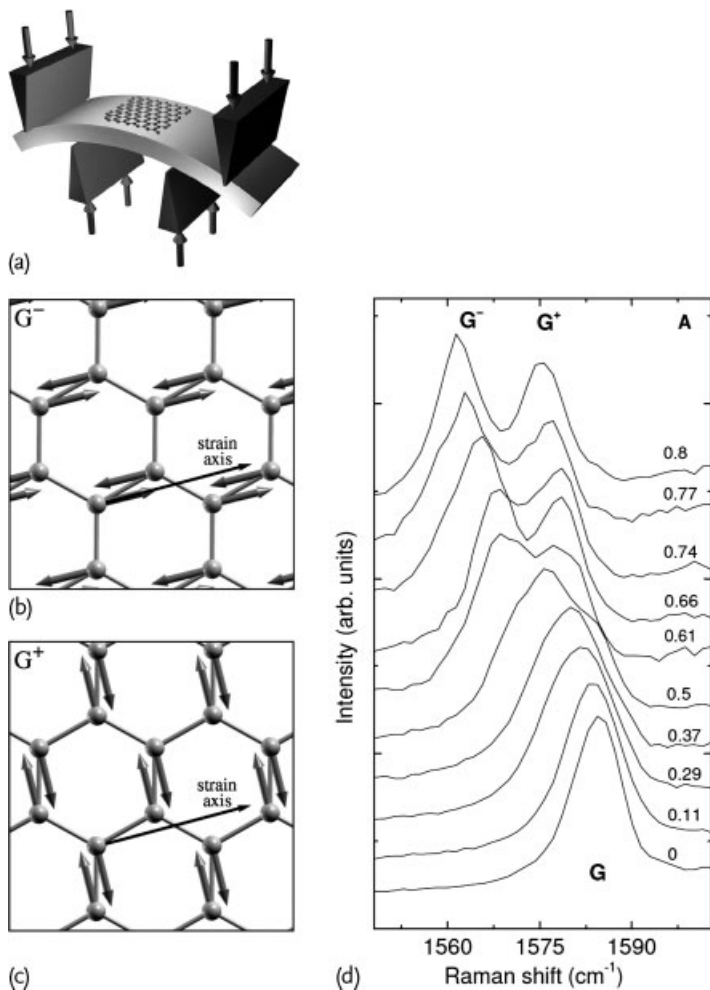 (a)
G⁻
strain
axis
(b)
G⁺
strain
axis
(c)
G⁻ G⁺ A
0.8
0.77
0.74
0.66
0.61
0.5
0.37
0.29
0.11
0
G
Intensity (arb. units)
1560 1575 1590
Raman shift (cm⁻¹)
(d)